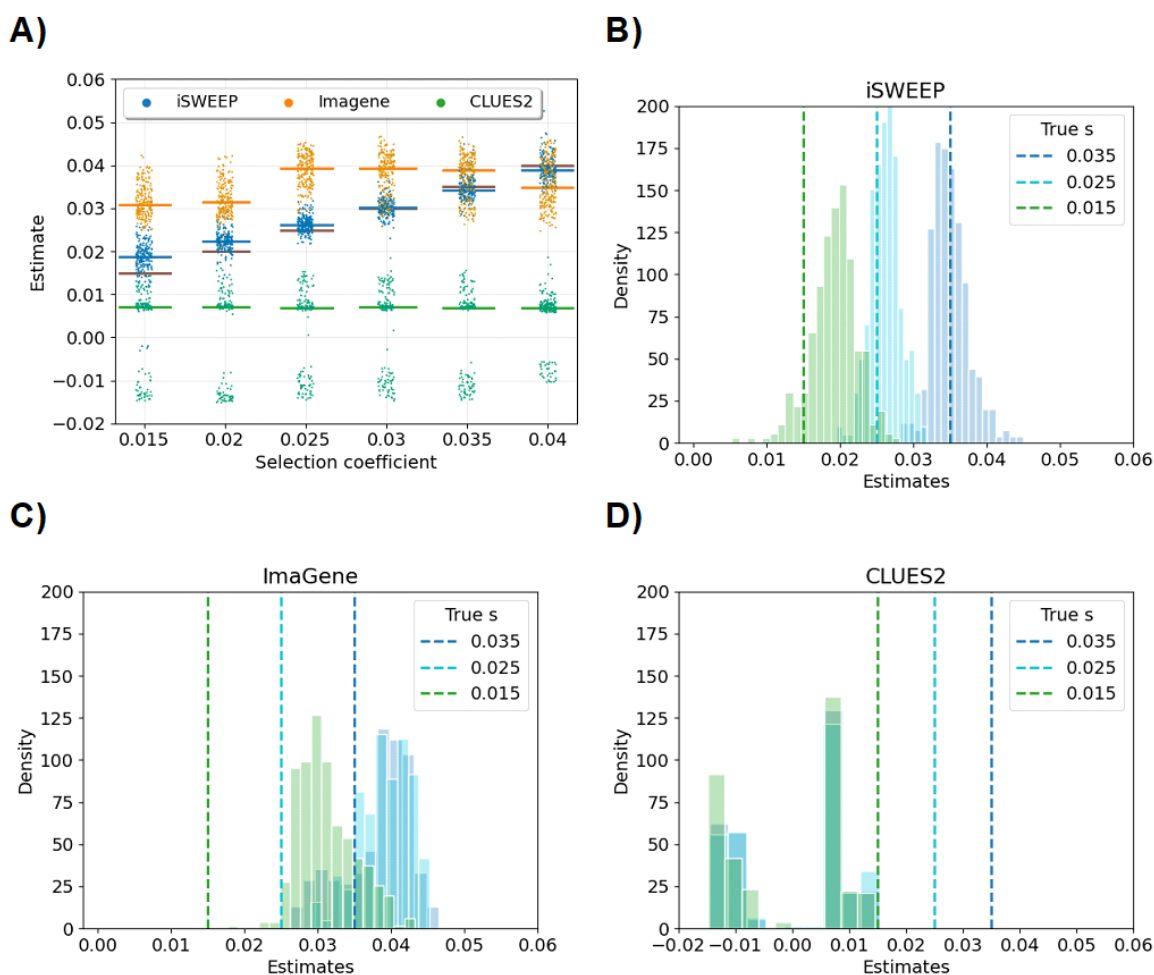 A)
iSWEEP Imagene CLUES2
0.06
0.05
0.04
0.03
0.02
0.01
0.00
−0.01
−0.02
Estimate
0.015 0.02 0.025 0.03 0.035 0.04
Selection coefficient
B)
iSWEEP
True s
0.035
0.025
0.015
200
175
150
125
100
75
50
25
0
Density
0.00 0.01 0.02 0.03 0.04 0.05 0.06
Estimates
C)
ImaGene
True s
0.035
0.025
0.015
200
175
150
125
100
75
50
25
0
Density
0.00 0.01 0.02 0.03 0.04 0.05 0.06
Estimates
D)
CLUES2
True s
0.035
0.025
0.015
200
175
150
125
100
75
50
25
0
Density
−0.02 −0.01 0.00 0.01 0.02 0.03 0.04 0.05 0.06
Estimates